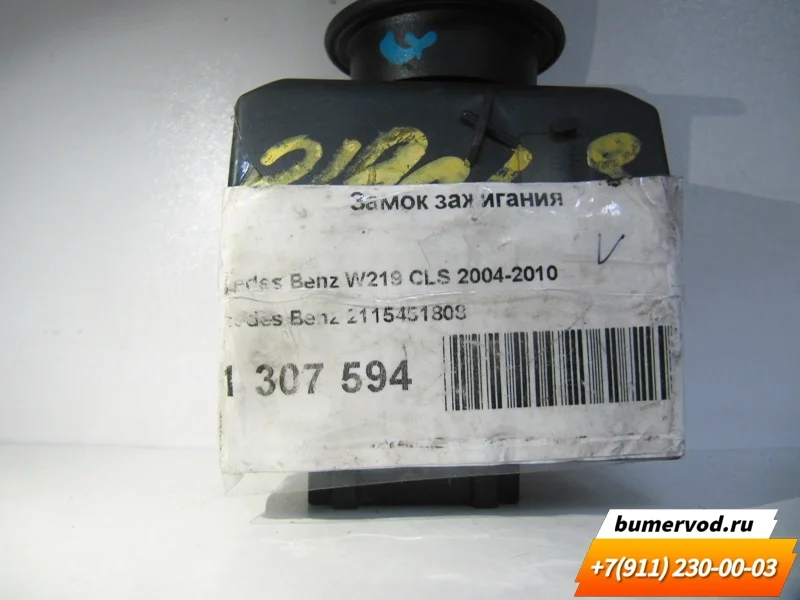 Замок зажигания
Benz W219 CLS 2004-2010
Benz 2115451808
1 307 594
bumervod.ru
+7(911) 230-00-03